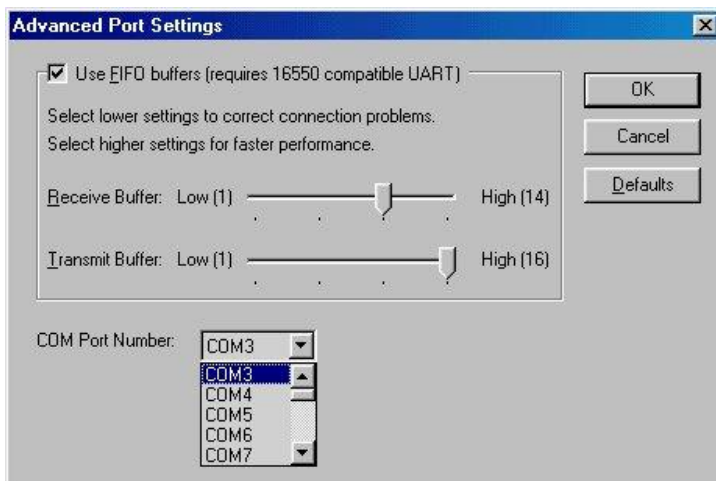 Advanced Port Settings
Use FIFO buffers (requires 16550 compatible UART)
Select lower settings to correct connection problems.
Select higher settings for faster performance.
Receive Buffer: Low (1) High (14)
Transmit Buffer: Low (1) High (16)
OK
Cancel
Defaults
COM Port Number: COM3
COM3
COM4
COM5
COM6
COM7